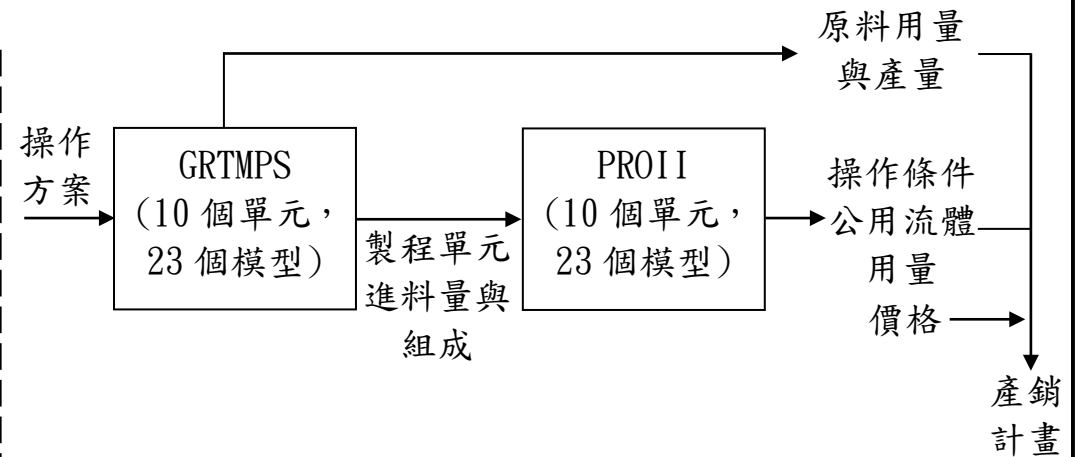 原料用量
與產量
操作
方案
GRTMPS
(10 個單元，
23 個模型)
製程單元
進料量與
組成
PROII
(10 個單元，
23 個模型)
操作條件
公用流體
用量
價格
產銷
計畫